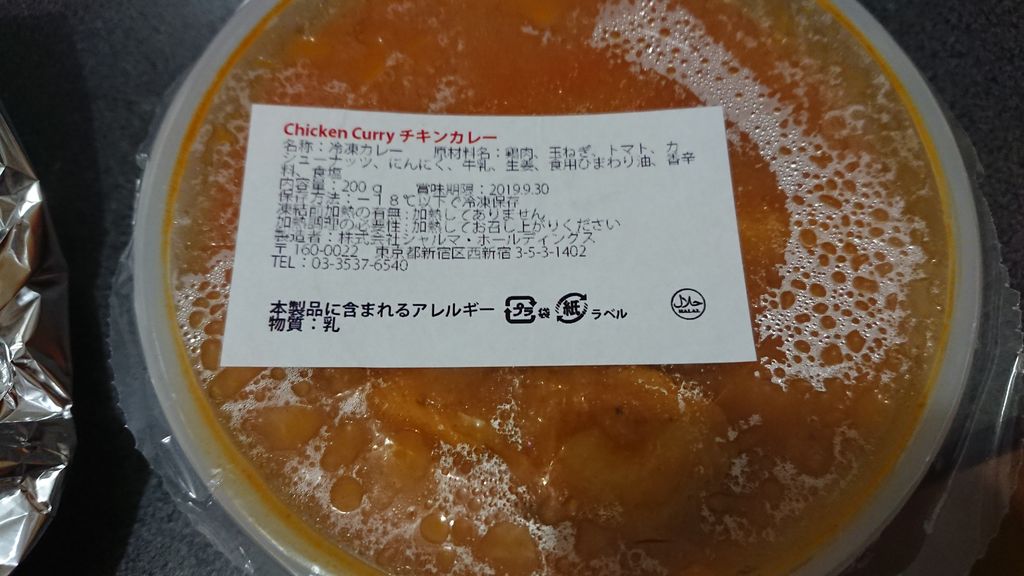 Chicken Curry チキンカレー
名称：冷凍カレー　原材料名：鶏肉、玉ねぎ、トマト、カ
シューナッツ、にんにく、牛乳、生姜、食用ひまわり油、香辛
料、食塩
内容量：200ｇ　賞味期限：2019.9.30
保存方法：－１８℃以下で冷凍保存
凍結前加熱の有無：加熱してありません
加熱調理の必要性：加熱してお召し上がりください
製造者：株式会社シャルマ・ホールディングス
〒160-0022　東京都新宿区西新宿 3-5-3-1402
TEL：03-3537-6540
本製品に含まれるアレルギー プラ 袋 紙 ラベル
物質：乳
حلال
HALAL